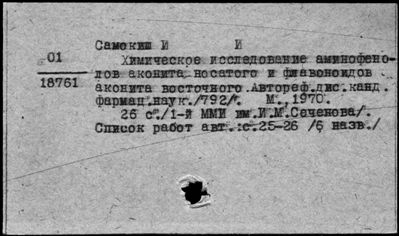 Самокиш И И
01
Химическое исследование аминофено-
лов аконита носатого и флавоноидов
18761
аконита восточного.Автореф.дис.канд.
фармац.наук./792/. М.,1970.
26 с./1-й ММИ им.И.М.Сеченова/.
Список работ авт.:с.25-26 /6 назв./